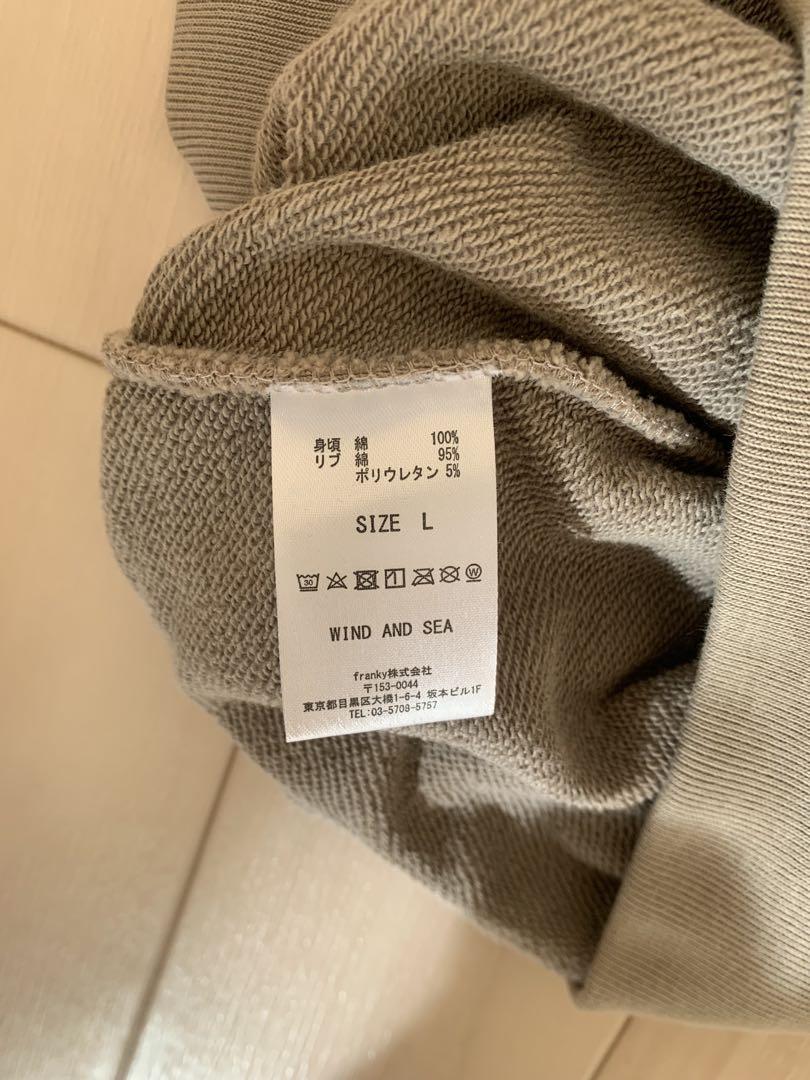 身頃 綿 100%
リブ 綿 95%
ポリウレタン 5%
SIZE L
30 W
WIND AND SEA
franky株式会社
〒153-0044
東京都目黒区大橋1-6-4 坂本ビル1F
TEL:03-5708-5757